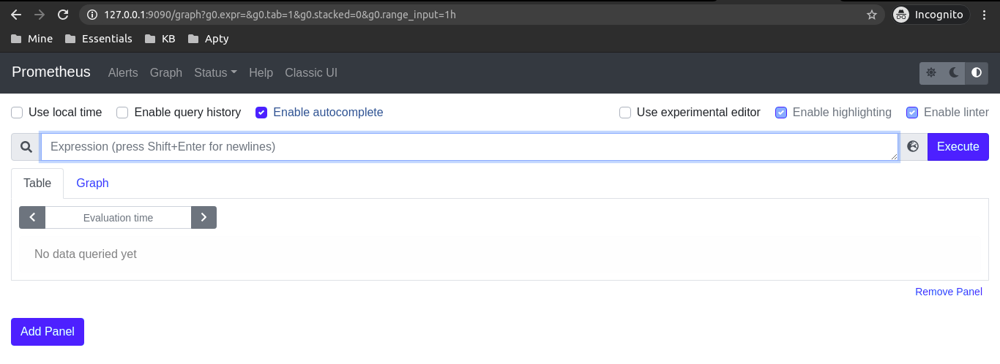 127.0.0.1:9090/graph?g0.expr=&g0.tab=1&g0.stacked=0&g0.range_input=1h Incognito
Mine Essentials KB Apty
Prometheus Alerts Graph Status Help Classic UI
Use local time Enable query history Enable autocomplete Use experimental editor Enable highlighting Enable linter
Expression (press Shift+Enter for newlines) Execute
Table Graph
Evaluation time
No data queried yet
Remove Panel
Add Panel